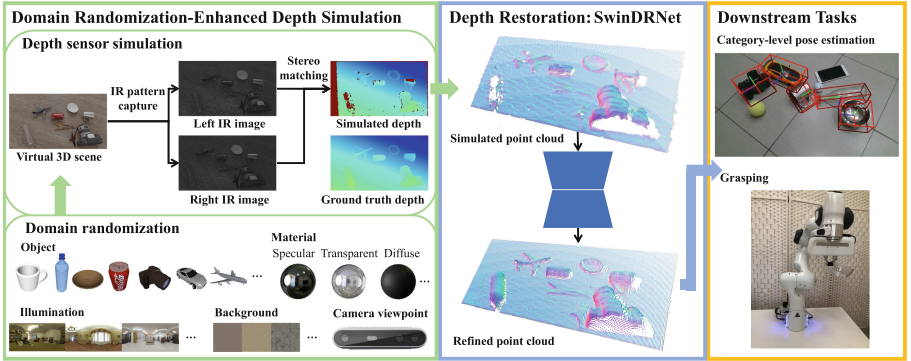 Domain Randomization-Enhanced Depth Simulation
Depth sensor simulation
IR pattern
capture
Stereo
matching
Left IR image
Simulated depth
Virtual 3D scene
Right IR image
Ground truth depth
Domain randomization
Object
Material
Specular
Transparent
Diffuse
...
...
Illumination
Background
Camera viewpoint
...
...
Depth Restoration: SwinDRNet
Simulated point cloud
Refined point cloud
Downstream Tasks
Category-level pose estimation
Grasping